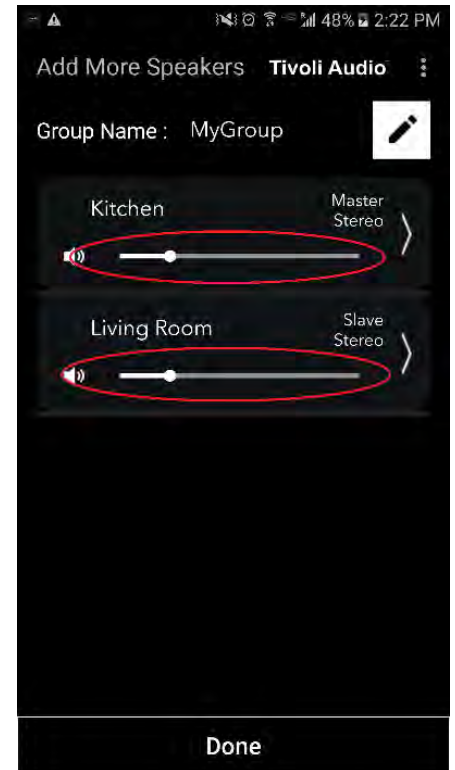 48% 2:22 PM
Add More Speakers Tivoli Audio
Group Name : MyGroup
Kitchen
Master
Stereo
Living Room
Slave
Stereo
Done